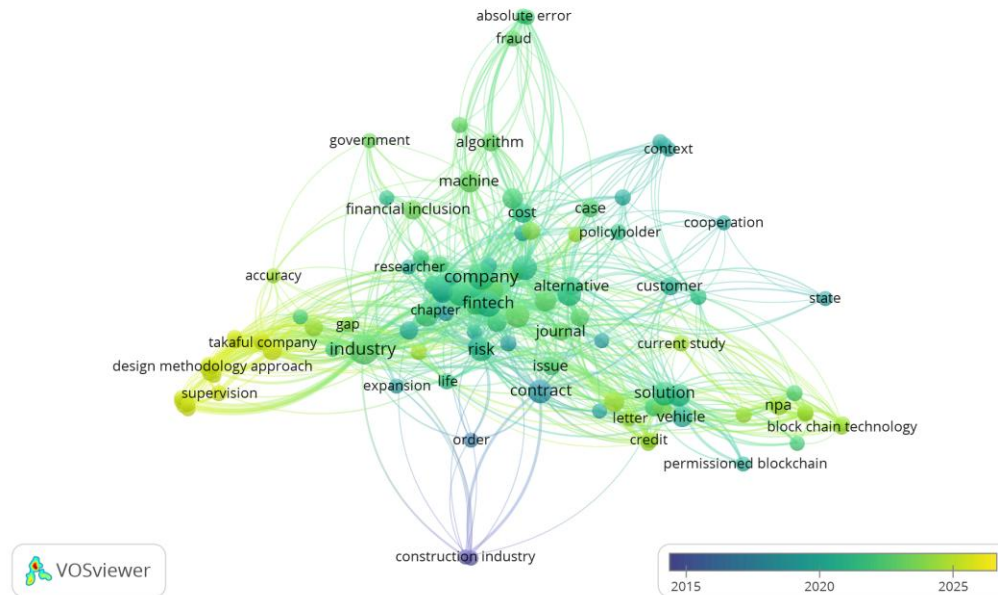 absolute error
fraud
government
algorithm
context
machine
financial inclusion
cost
case
cooperation
policyholder
researcher
accuracy
company
alternative
customer
state
chapter
fintech
gap
journal
takaful company
industry
risk
current study
design methodology approach
issue
supervision
expansion
life
contract
solution
npa
letter
vehicle
block chain technology
order
credit
permissioned blockchain
construction industry
VOSviewer
2015
2020
2025